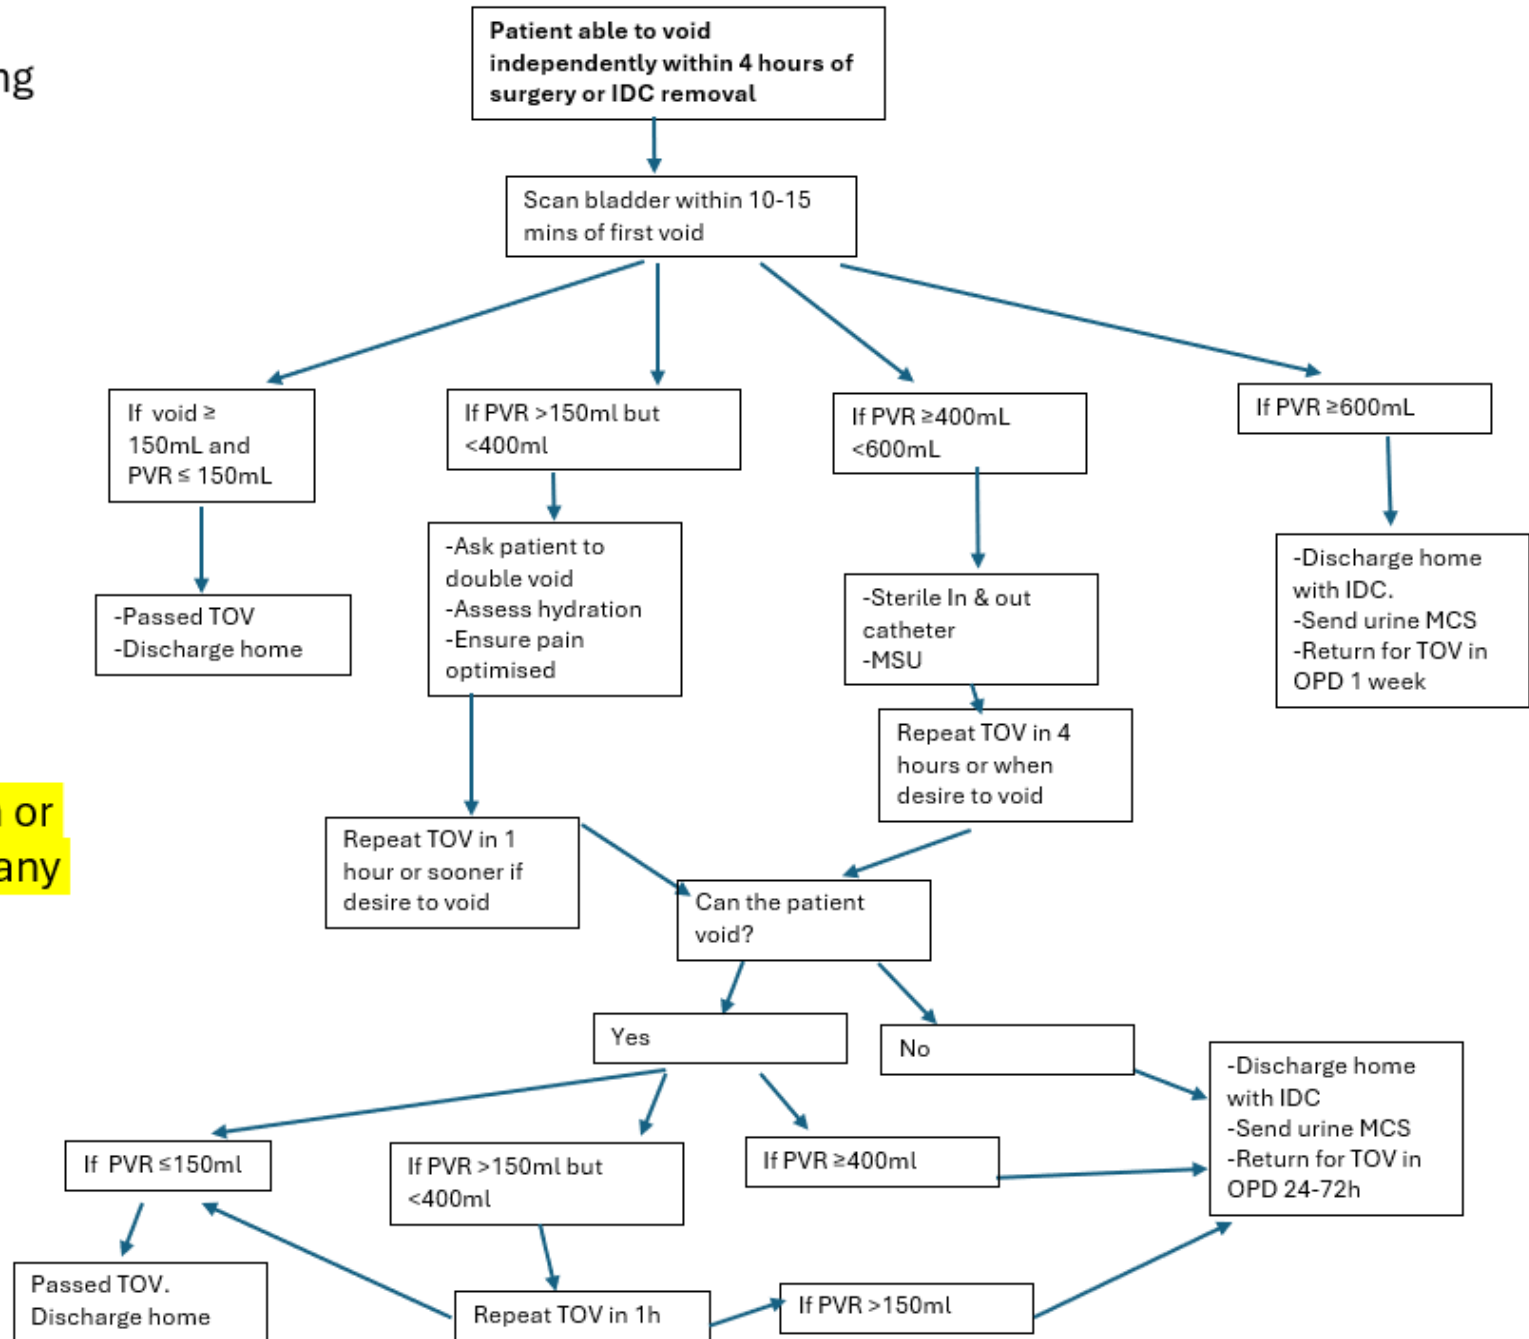 ng
Patient able to void
independently within 4 hours of
surgery or IDC removal
Scan bladder within 10-15
mins of first void
If void ≥
150mL and
PVR ≤ 150mL
If PVR >150ml but
<400ml
If PVR ≥400mL
<600mL
If PVR ≥600mL
-Passed TOV
-Discharge home
-Ask patient to
double void
-Assess hydration
-Ensure pain
optimised
-Sterile In & out
catheter
-MSU
-Discharge home
with IDC.
-Send urine MCS
-Return for TOV in
OPD 1 week
Repeat TOV in 4
hours or when
desire to void
or
any
Repeat TOV in 1
hour or sooner if
desire to void
Can the patient
void?
Yes
No
-Discharge home
with IDC
-Send urine MCS
-Return for TOV in
OPD 24-72h
If PVR ≤150ml
If PVR >150ml but
<400ml
If PVR ≥400ml
Passed TOV.
Discharge home
Repeat TOV in 1h
If PVR >150ml